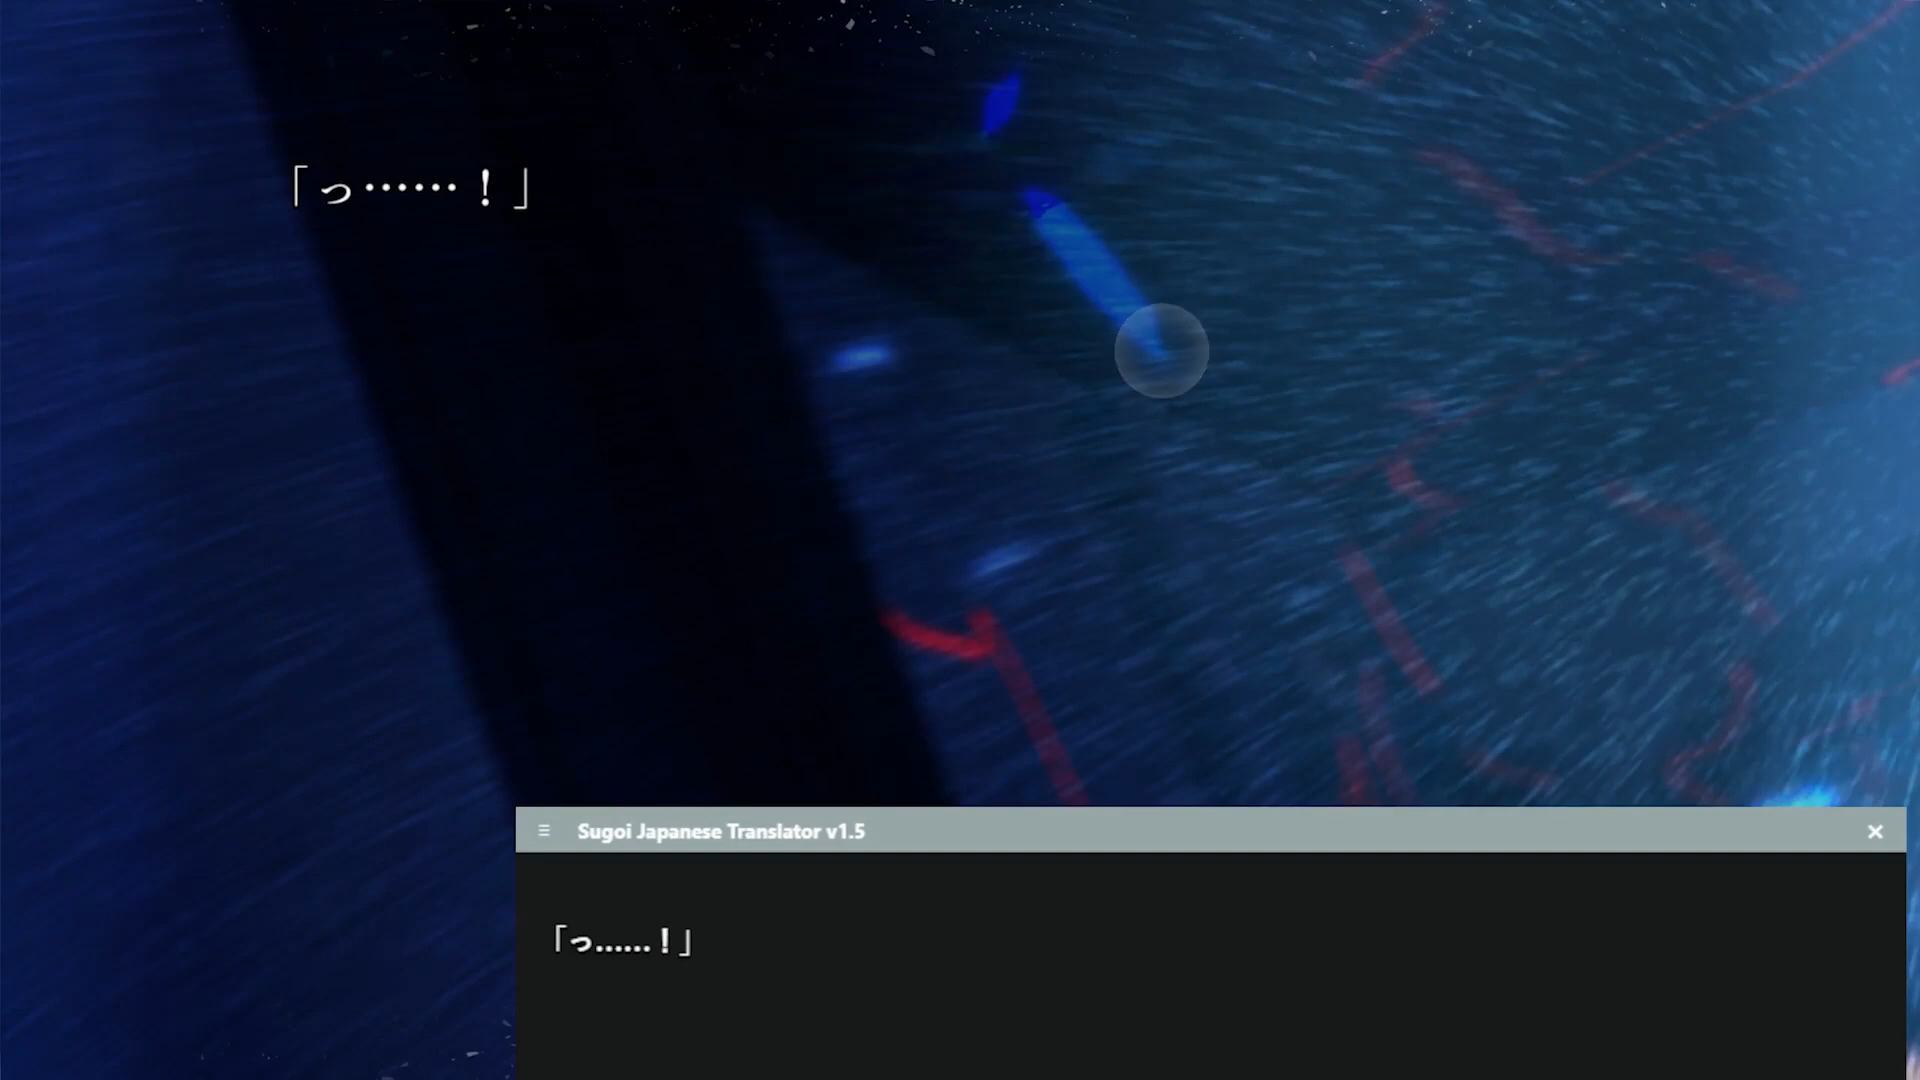 「っ……！」
≡ Sugoi Japanese Translator v1.5 ×
「っ……！」